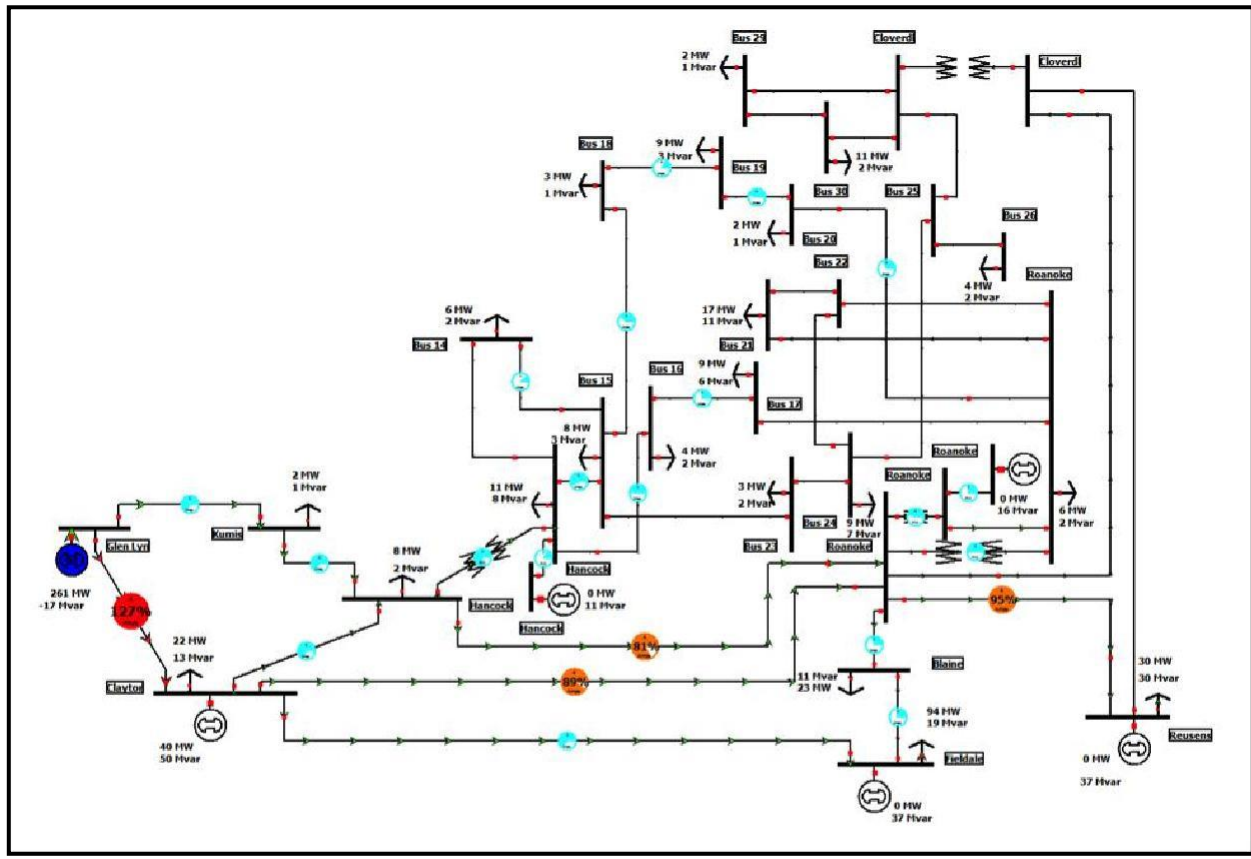 Bus 29
Cloverdl
Cloverdl
2 MW
1 Mvar
Bus 18
9 MW
3 Mvar
11 MW
2 Mvar
Bus 19
Bus 30
Bus 25
3 MW
1 Mvar
Bus 26
2 MW
1 Mvar
Bus 20
Bus 22
Roanoke
4 MW
2 Mvar
6 MW
2 Mvar
17 MW
11 Mvar
Bus 14
Bus 21
Bus 15
Bus 16
9 MW
6 Mvar
Bus 17
8 MW
3 Mvar
4 MW
2 Mvar
Roanoke
Roanoke
2 MW
1 Mvar
11 MW
8 Mvar
3 MW
2 Mvar
0 MW
16 Mvar
6 MW
2 Mvar
Bus 24
9 MW
7 Mvar
Kumis
Glen Lyn
Bus 23
Roanoke
8 MW
2 Mvar
Hancock
261 MW
-17 Mvar
127%
0 MW
11 Mvar
95%
Hancock
Hancock
22 MW
13 Mvar
81%
Blaine
30 MW
30 Mvar
Claytor
89%
11 Mvar
23 MW
94 MW
19 Mvar
Reusens
40 MW
50 Mvar
Fieldale
0 MW
37 Mvar
0 MW
37 Mvar